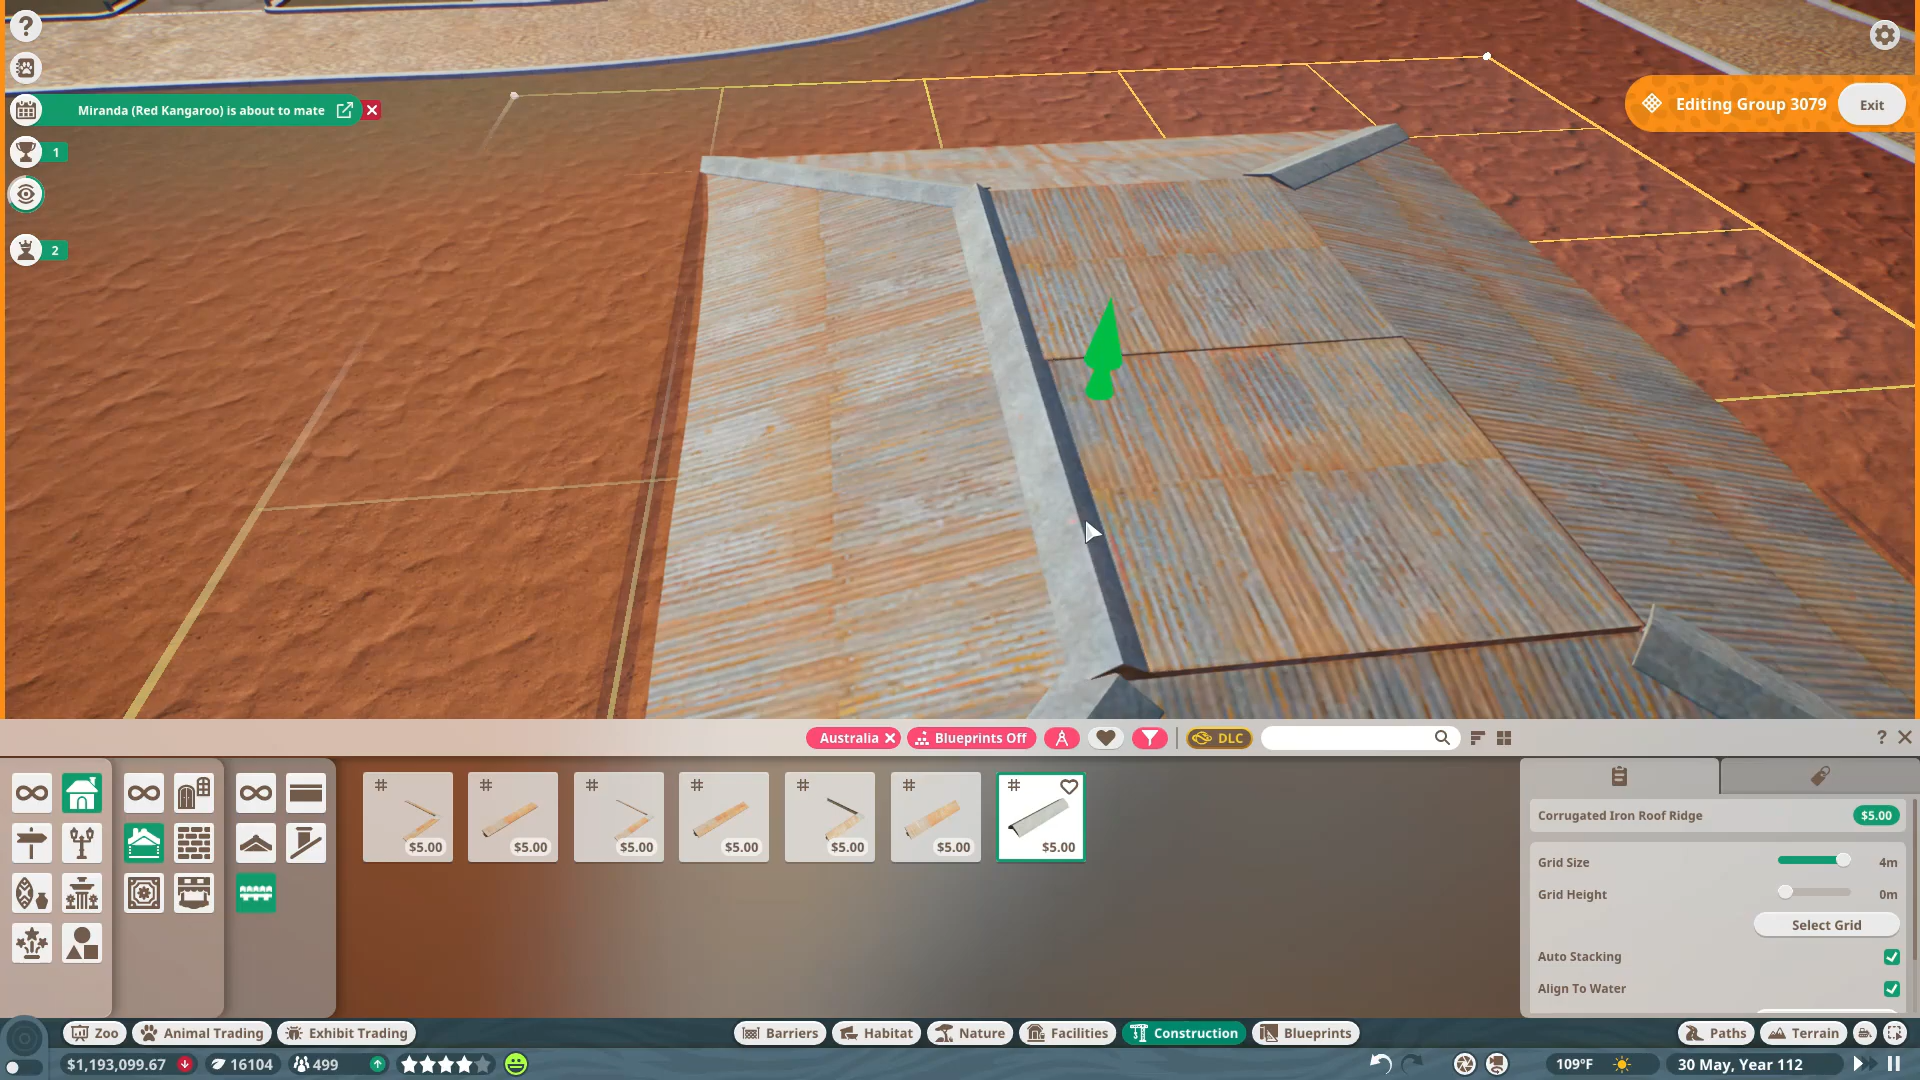 ?
Miranda (Red Kangaroo) is about to mate
1
2
Editing Group 3079
Exit
Australia
Blueprints Off
DLC
?
$5.00
$5.00
$5.00
$5.00
$5.00
$5.00
$5.00
Corrugated Iron Roof Ridge
$5.00
Grid Size
4m
Grid Height
0m
Select Grid
Auto Stacking
Align To Water
Zoo
Animal Trading
Exhibit Trading
Barriers
Habitat
Nature
Facilities
Construction
Blueprints
Paths
Terrain
$1,193,099.67
16104
499
109°F
30 May, Year 112